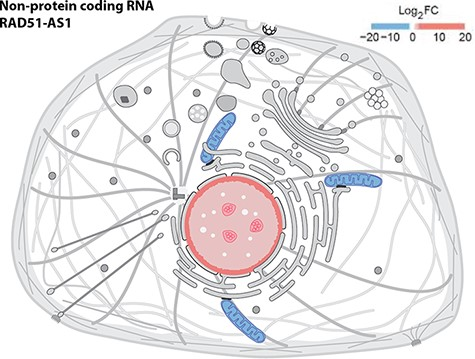 Non-protein coding RNA
RAD51-AS1
Log₂FC
−20−10 0 10 20